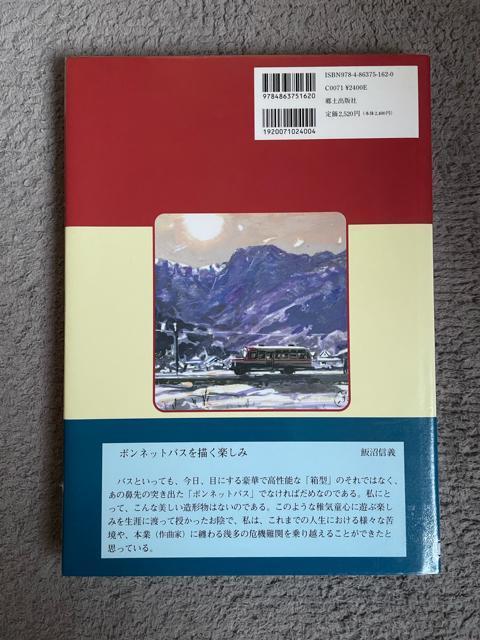 ISBN978-4-86375-162-0
C0071 ¥2400E
郷土出版社
定価2,520円（本体2,400円）
9784863751620
1920071024004
ボンネットバスを描く楽しみ　飯沼信義
バスといっても、今日、目にする豪華で高性能な「箱型」のそれではなく、
あの鼻先の突き出た「ボンネットバス」でなければだめなのである。私にと
って、こんな美しい造形物はないのである。このような稚気童心に遊ぶ楽し
みを生涯に渡って授かったお陰で、私は、これまでの人生における様々な苦
境や、本業（作曲家）に纏わる幾多の危機難関を乗り越えることができたと
思っている。